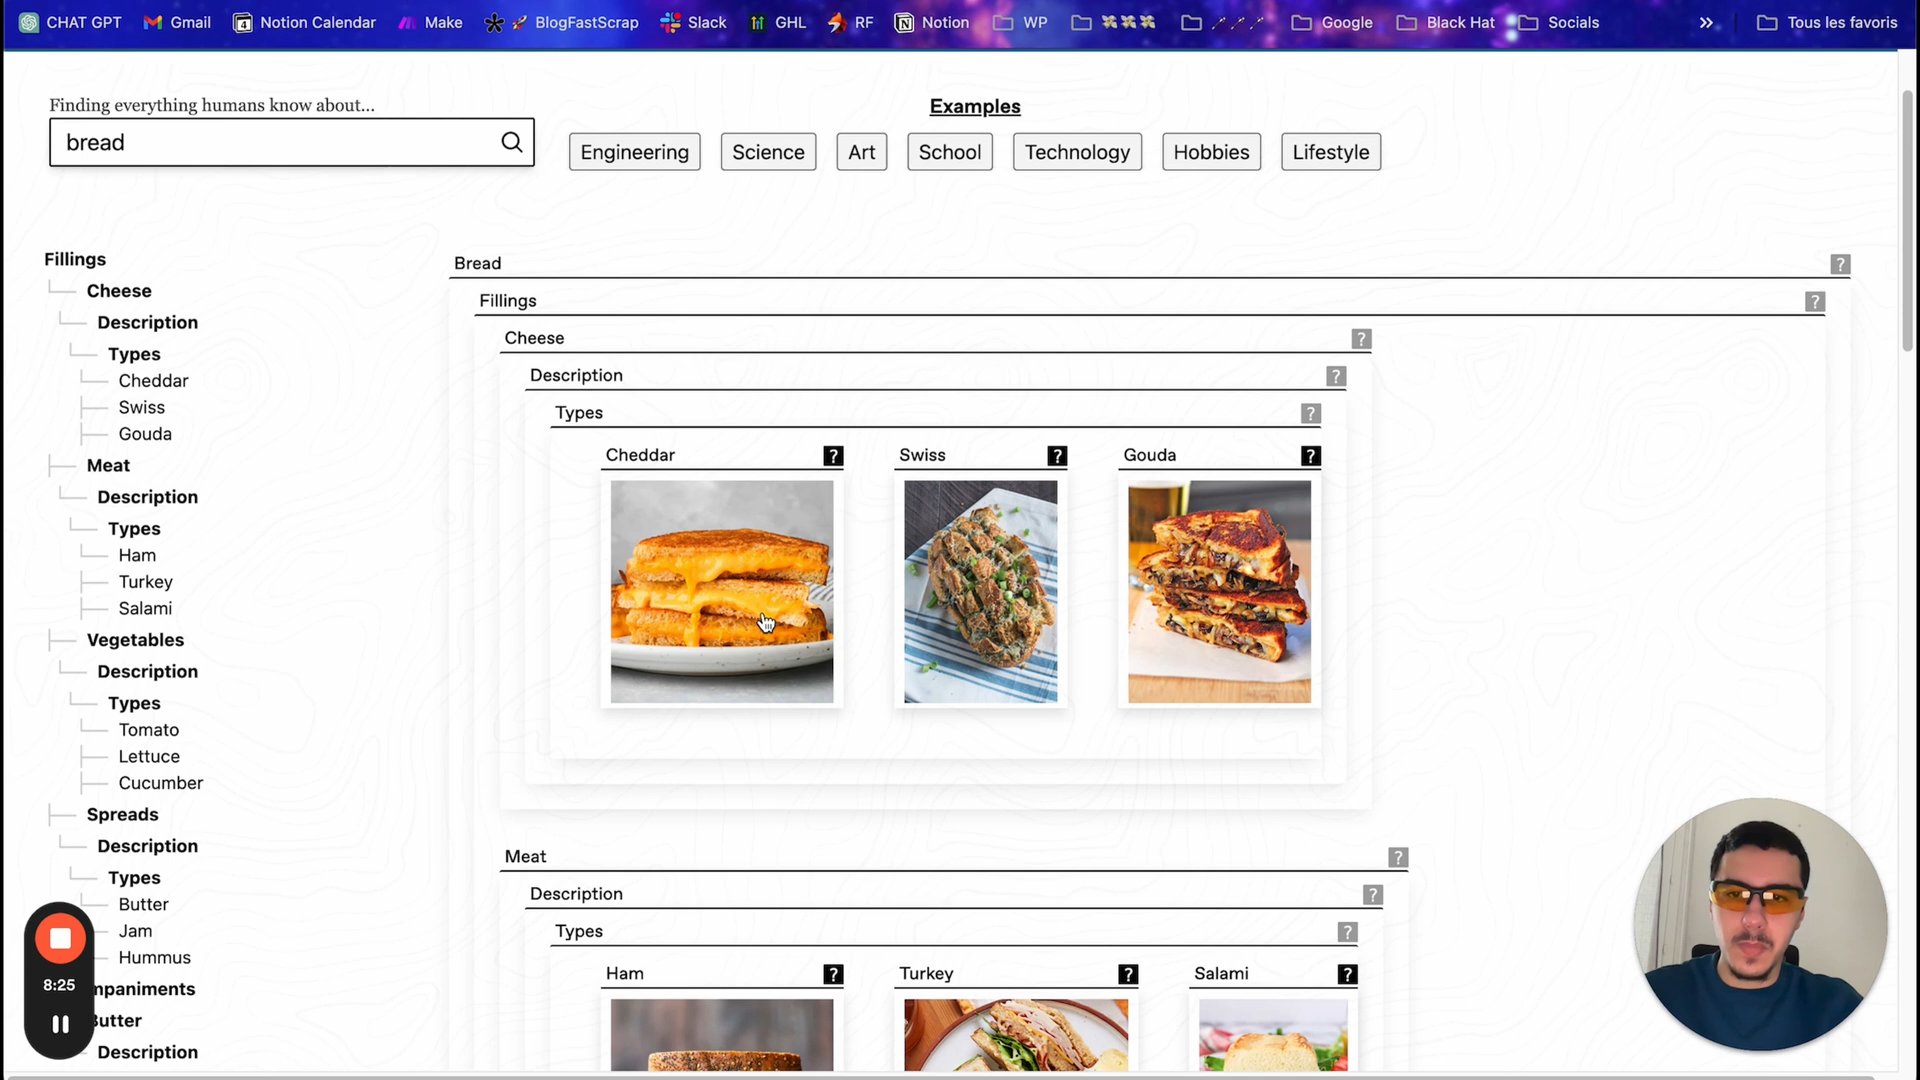 CHAT GPT Gmail Notion Calendar Make BlogFastScrap Slack GHL RF Notion WP Google Black Hat Socials Tous les favoris
Finding everything humans know about...
bread
Examples
Engineering Science Art School Technology Hobbies Lifestyle
Fillings
Cheese
Description
Types
Cheddar
Swiss
Gouda
Meat
Description
Types
Ham
Turkey
Salami
Vegetables
Description
Types
Tomato
Lettuce
Cucumber
Spreads
Description
Types
Butter
Jam
Hummus
mpaniments
Butter
Description
8:25
Bread ?
Fillings ?
Cheese ?
Description ?
Types ?
Cheddar ? Swiss ? Gouda ?
Meat ?
Description ?
Types ?
Ham ? Turkey ? Salami ?